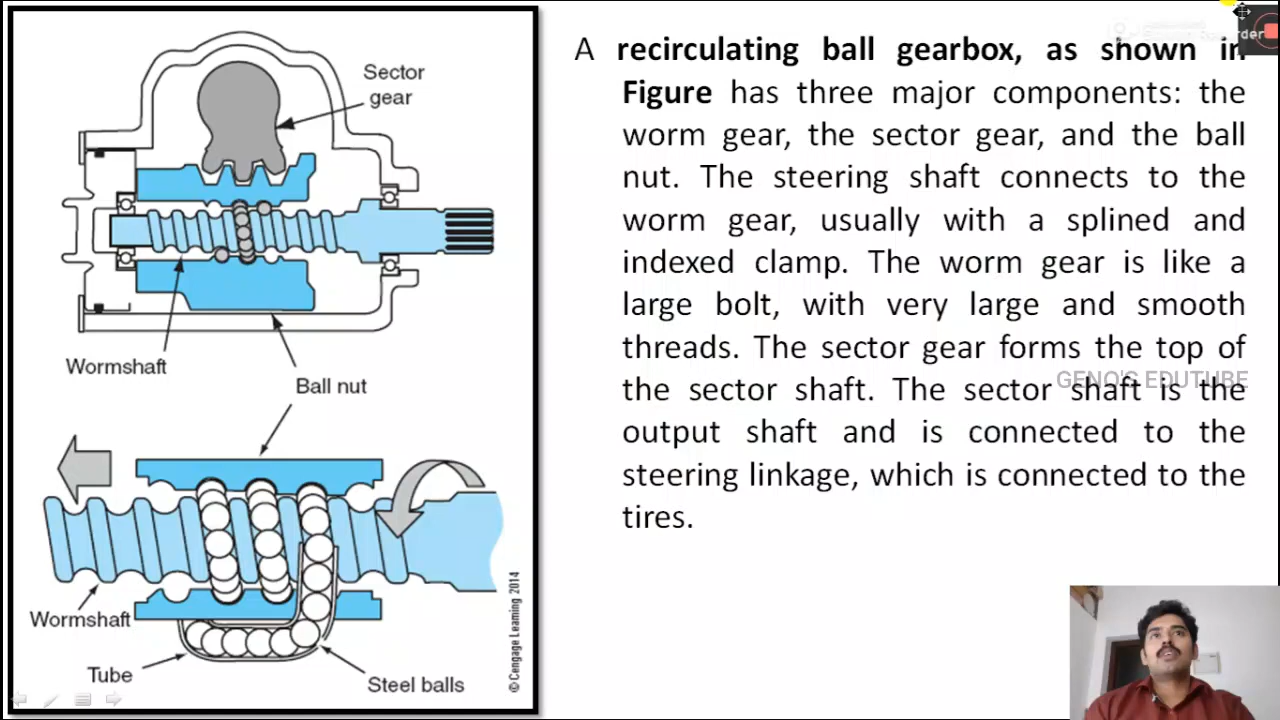 Sector
gear
Wormshaft
Ball nut
Wormshaft
Tube
Steel balls
© Cengage Learning 2014
A recirculating ball gearbox, as shown in
Figure has three major components: the
worm gear, the sector gear, and the ball
nut. The steering shaft connects to the
worm gear, usually with a splined and
indexed clamp. The worm gear is like a
large bolt, with very large and smooth
threads. The sector gear forms the top of
the sector shaft. The sector shaft is the
output shaft and is connected to the
steering linkage, which is connected to the
tires.
GENO'S EDUTUBE